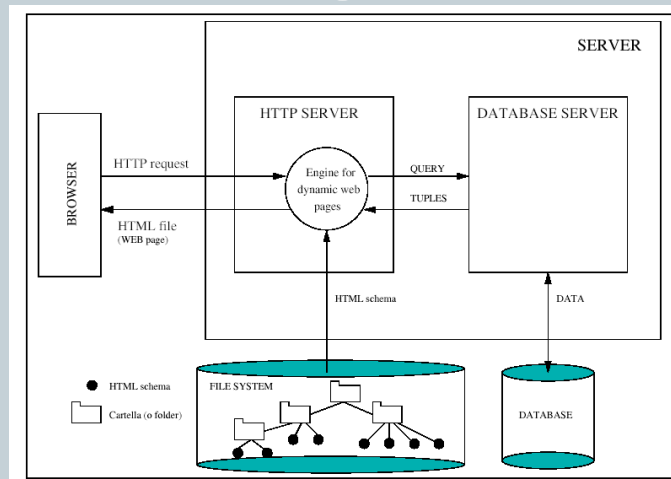 SERVER
HTTP SERVER
DATABASE SERVER
BROWSER
HTTP request
Engine for
dynamic web
pages
QUERY
TUPLES
HTML file
(WEB page)
HTML schema
DATA
HTML schema
Cartella (o folder)
FILE SYSTEM
DATABASE